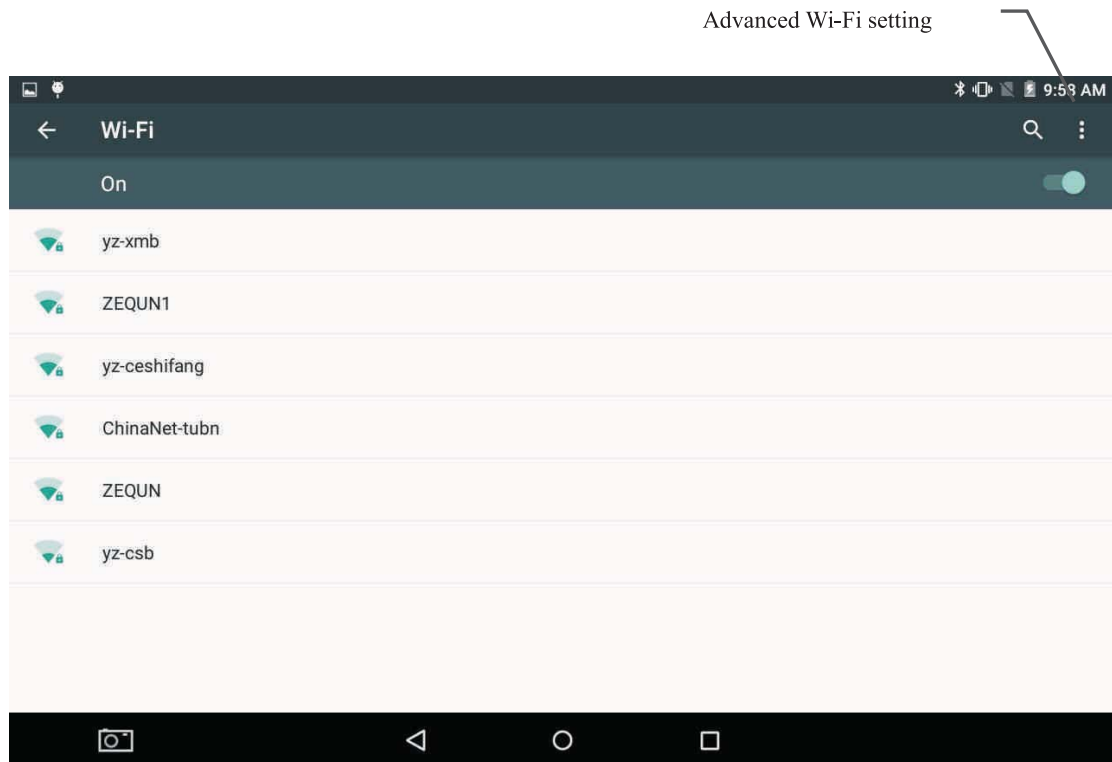 Advanced Wi-Fi setting
9:58 AM
Wi-Fi
On
yz-xmb
ZEQUN1
yz-ceshifang
ChinaNet-tubn
ZEQUN
yz-csb